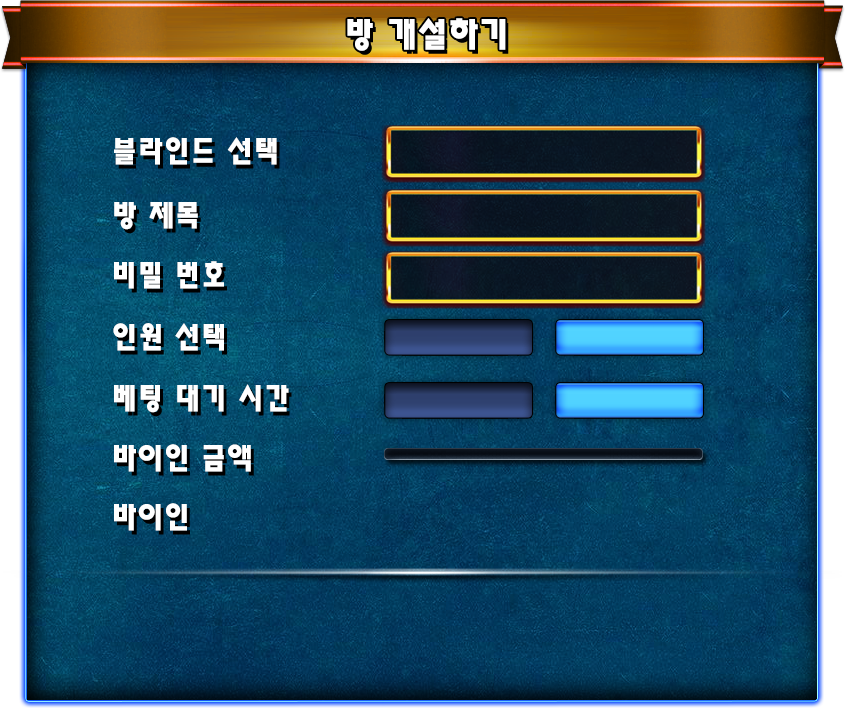 방 개설하기
블라인드 선택
방 제목
비밀 번호
인원 선택
베팅 대기 시간
바이인 금액
바이인